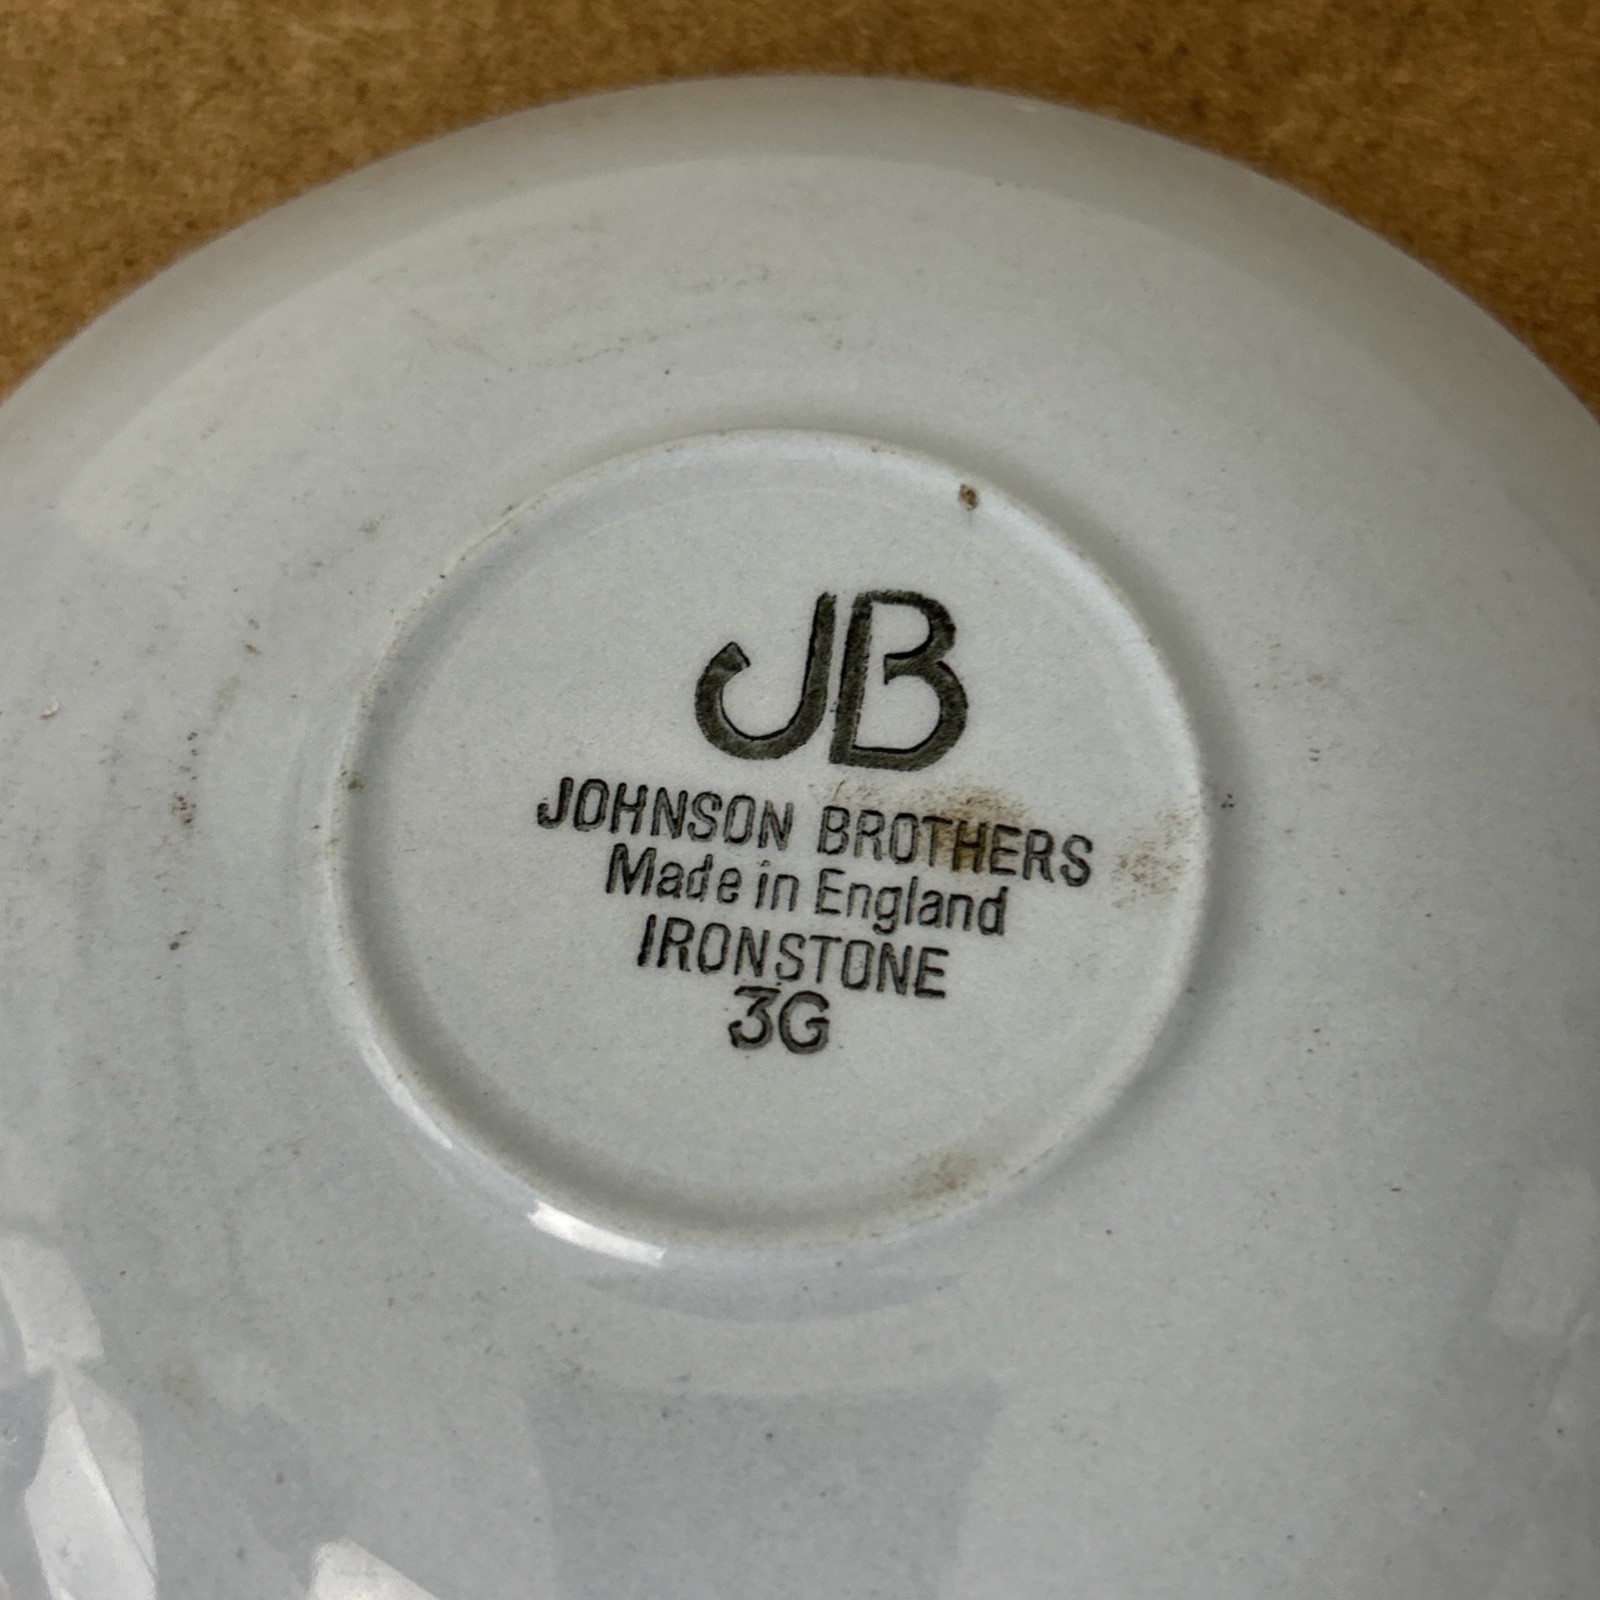 JB
JOHNSON BROTHERS
Made in England
IRONSTONE
3G